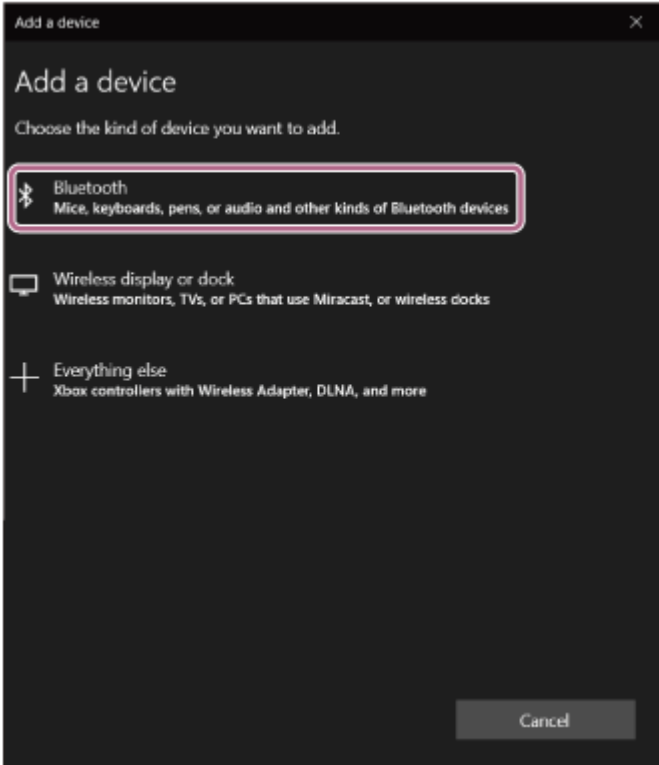 Add a device
Add a device
Choose the kind of device you want to add.
Bluetooth
Mice, keyboards, pens, or audio and other kinds of Bluetooth devices
Wireless display or dock
Wireless monitors, TVs, or PCs that use Miracast, or wireless docks
Everything else
Xbox controllers with Wireless Adapter, DLNA, and more
Cancel